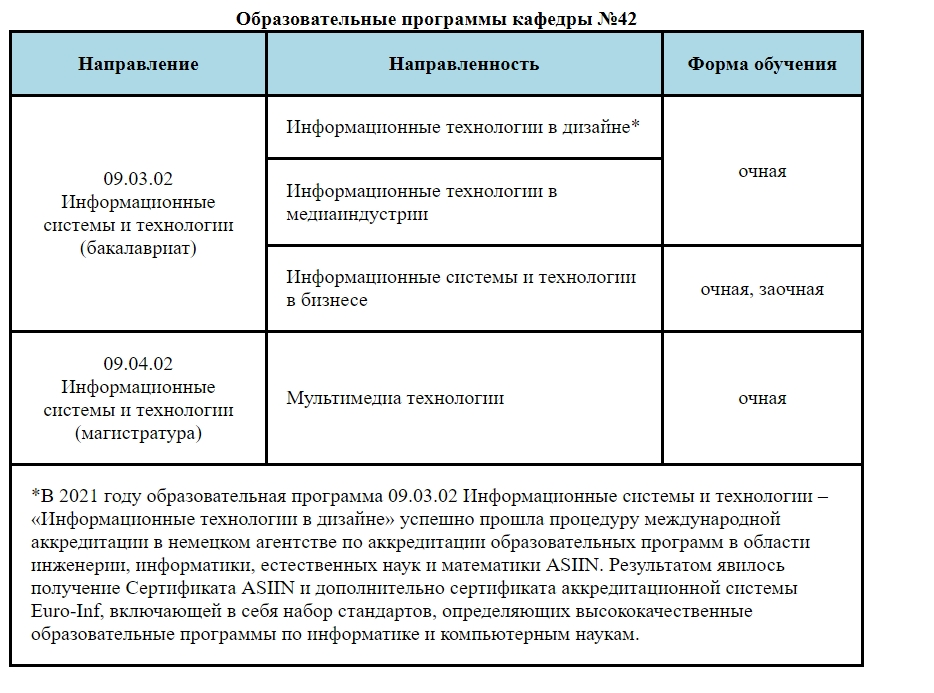 Образовательные программы кафедры №42
Направление
Направленность
Форма обучения
09.03.02
Информационные
системы и технологии
(бакалавриат)
Информационные технологии в дизайне*
очная
Информационные технологии в
медиаиндустрии
Информационные системы и технологии
в бизнесе
очная, заочная
09.04.02
Информационные
системы и технологии
(магистратура)
Мультимедиа технологии
очная
*В 2021 году образовательная программа 09.03.02 Информационные системы и технологии –
«Информационные технологии в дизайне» успешно прошла процедуру международной
аккредитации в немецком агентстве по аккредитации образовательных программ в области
инженерии, информатики, естественных наук и математики ASIIN. Результатом явилось
получение Сертификата ASIIN и дополнительно сертификата аккредитационной системы
Euro-Inf, включающей в себя набор стандартов, определяющих высококачественные
образовательные программы по информатике и компьютерным наукам.